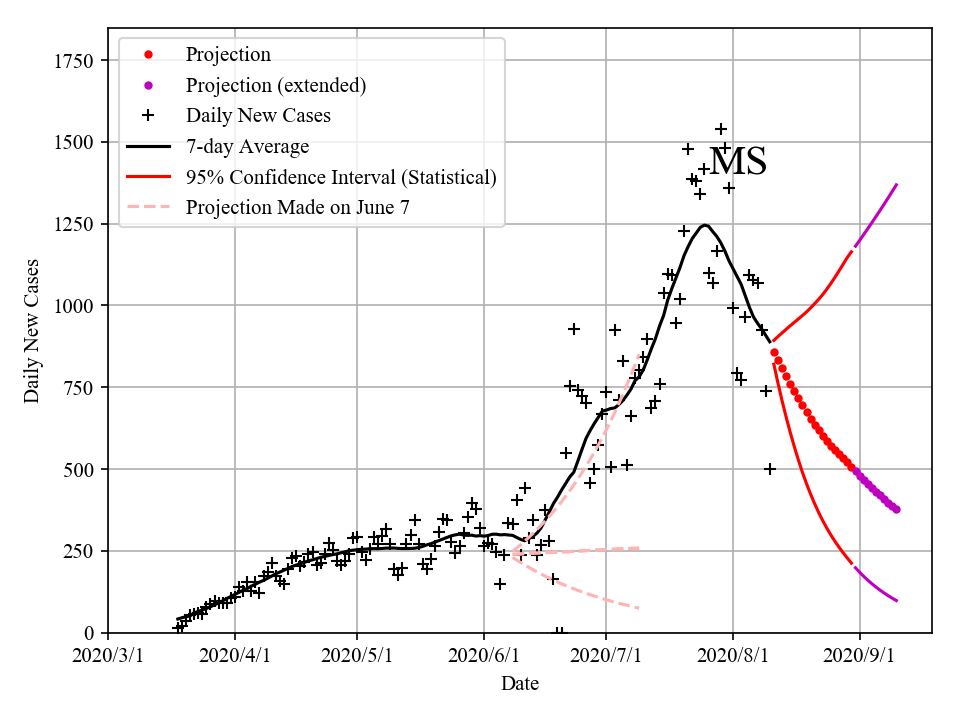 1750
1500
1250
1000
750
500
250
0
Daily New Cases
Projection
Projection (extended)
Daily New Cases
7-day Average
95% Confidence Interval (Statistical)
Projection Made on June 7
MS
2020/3/1 2020/4/1 2020/5/1 2020/6/1 2020/7/1 2020/8/1 2020/9/1
Date